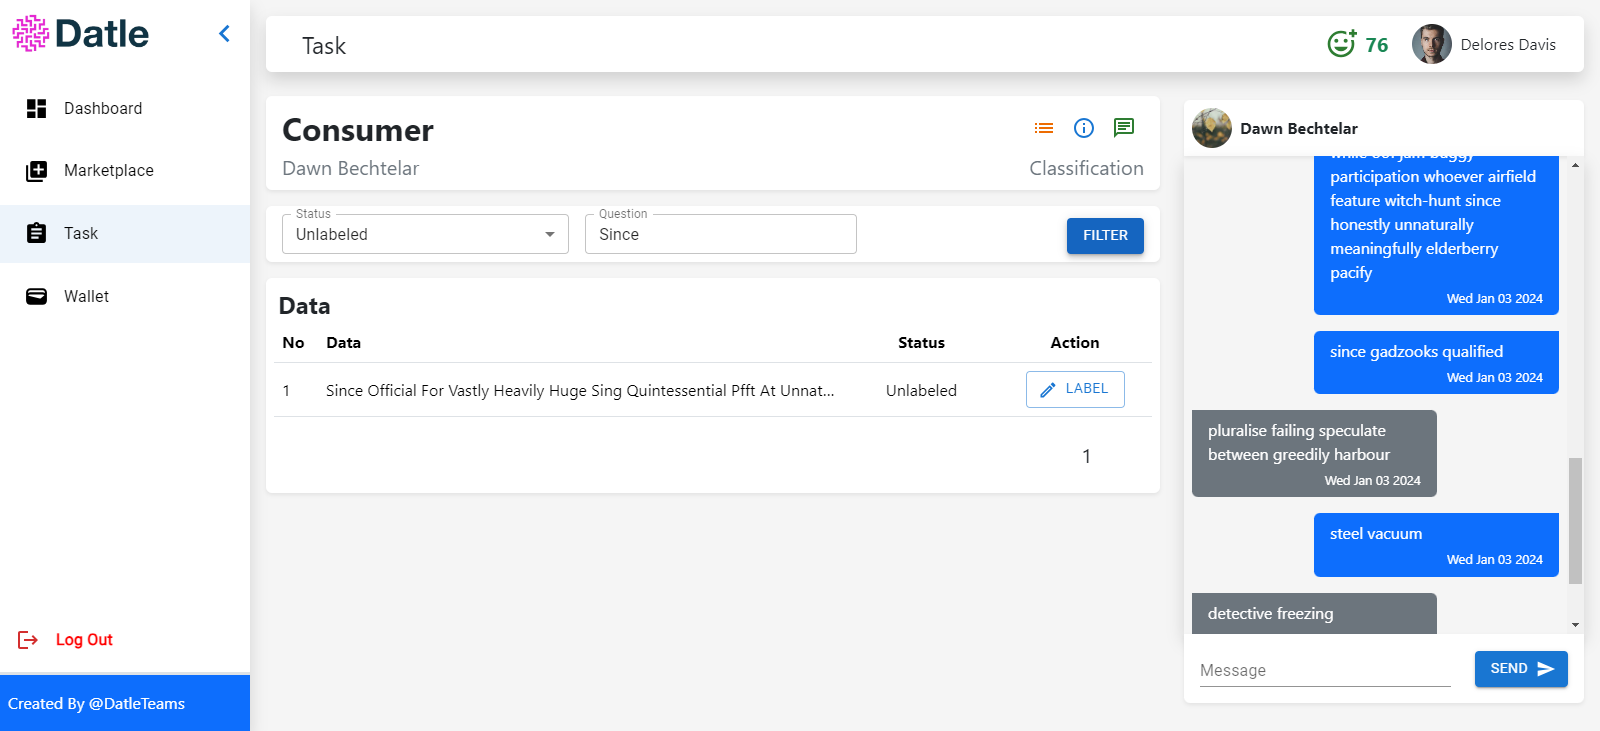 Datle
Dashboard
Marketplace
Task
Wallet
Log Out
Created By @DatleTeams
Task
76
Delores Davis
Consumer
Dawn Bechtelar
Classification
Status
Unlabeled
Question
Since
FILTER
Data
No Data Status Action
1 Since Official For Vastly Heavily Huge Sing Quintessential Pfft At Unnat... Unlabeled LABEL
1
Dawn Bechtelar
participation whoever airfield
feature witch-hunt since
honestly unnaturally
meaningfully elderberry
pacify
Wed Jan 03 2024
since gadzooks qualified
Wed Jan 03 2024
pluralise failing speculate
between greedily harbour
Wed Jan 03 2024
steel vacuum
Wed Jan 03 2024
detective freezing
Message
SEND